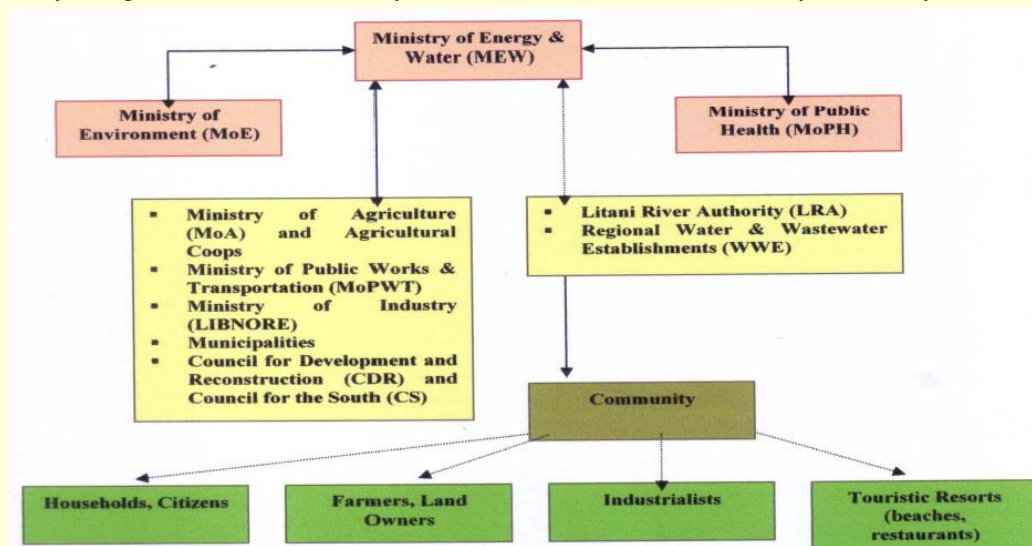 Ministry of Energy &
Water (MEW)
Ministry of
Environment (MoE)
Ministry of Public
Health (MoPH)
▪ Ministry of Agriculture
(MoA) and Agricultural
Coops
▪ Ministry of Public Works &
Transportation (MoPWT)
▪ Ministry of Industry
(LIBNORE)
▪ Municipalities
▪ Council for Development and
Reconstruction (CDR) and
Council for the South (CS)
▪ Litani River Authority (LRA)
▪ Regional Water & Wastewater
Establishments (WWE)
Community
Households, Citizens
Farmers, Land
Owners
Industrialists
Touristic Resorts
(beaches,
restaurants)